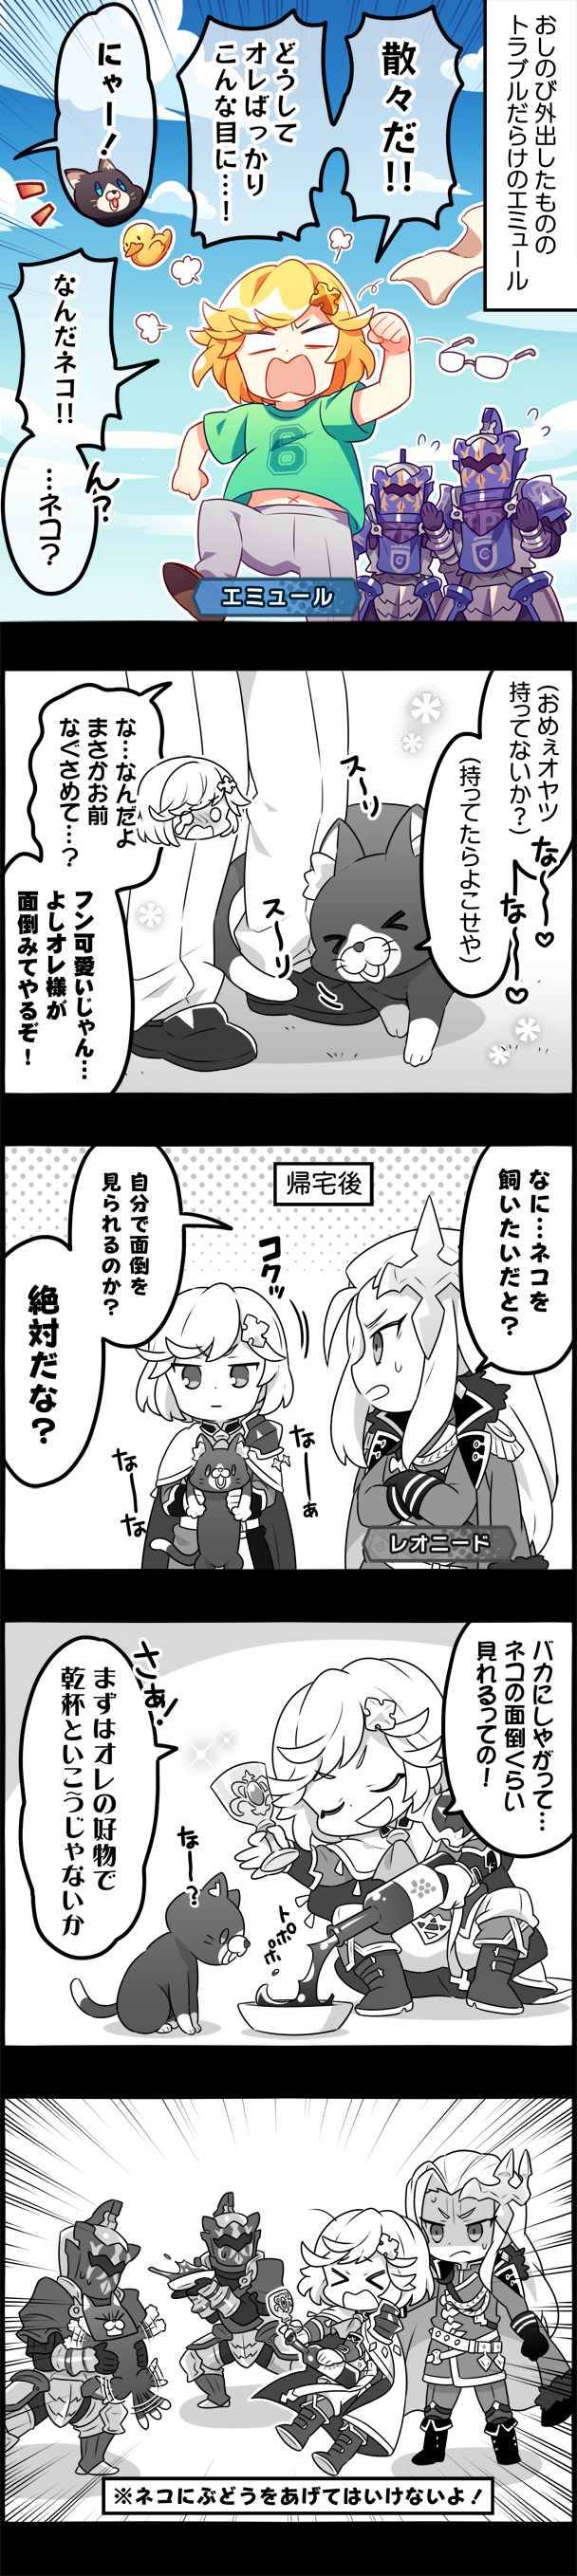 おしのび外出したものの
トラブルだらけのエミュール
散々だ!!
どうして
オレばっかり
こんな目に…!
にゃー!
なんだネコ!!
ん?
…ネコ?
エミュール
6
(おめぇオヤツ
持ってないか?)
(持ってたらよこせや)
な〜〜♡
な〜〜♡
スーリ
スーリ
な…なんだよ
まさかお前
なぐさめて…?
フン可愛いじゃん…
よしオレ様が
面倒みてやるぞ!
帰宅後
なに…ネコを
飼いたいだと?
自分で面倒を
見られるのか?
コクッ
絶対だな?
なーぁ
なーな
レオニード
バカにしやがって…
ネコの面倒くらい
見れるっての!
さぁ!
まずはオレの好物で
乾杯といこうじゃないか
なー?
トポポポ
※ネコにぶどうをあげてはいけないよ!